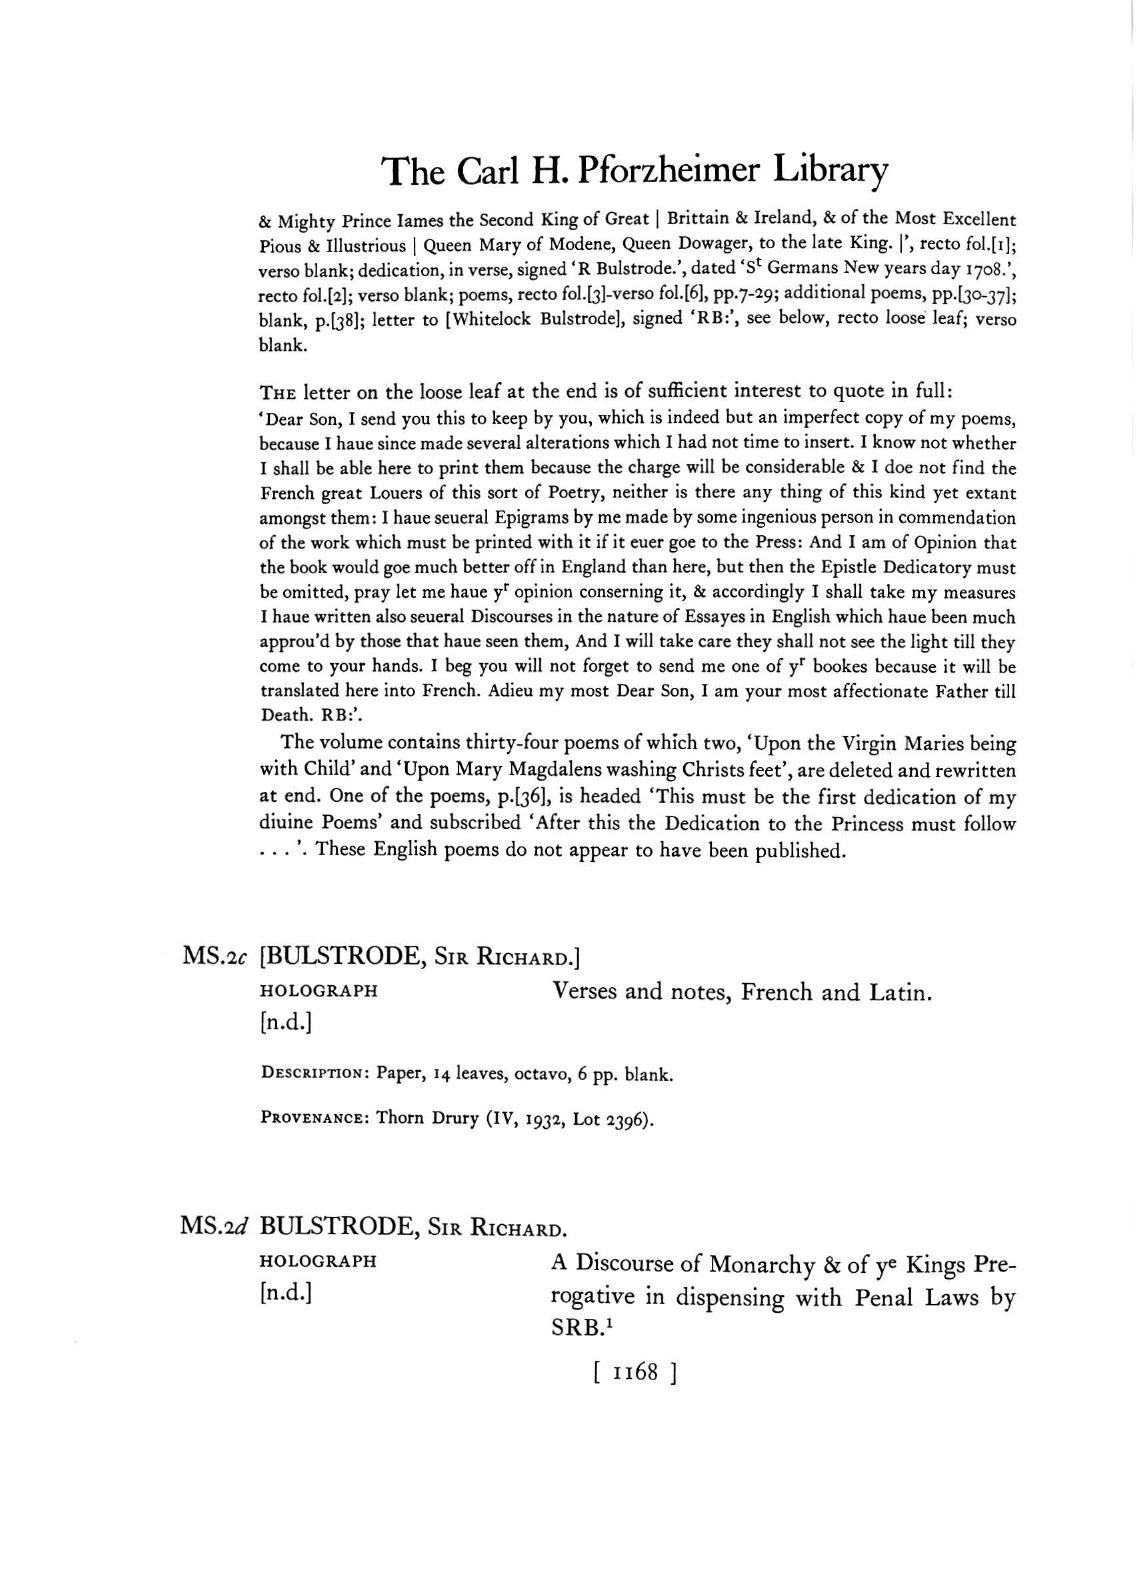 The Carl H. Pforzheimer Library
& Mighty Prince Iames the Second King of Great | Brittain & Ireland, & of the Most Excellent
Pious & Illustrious | Queen Mary of Modene, Queen Dowager, to the late King. |’, recto fol.[1];
verso blank; dedication, in verse, signed ‘R Bulstrode.’, dated ‘Sᵗ Germans New years day 1708.’,
recto fol.[2]; verso blank; poems, recto fol.[3]-verso fol.[6], pp.7-29; additional poems, pp.[30-37];
blank, p.[38]; letter to [Whitelock Bulstrode], signed ‘RB:’, see below, recto loose leaf; verso
blank.
THE letter on the loose leaf at the end is of sufficient interest to quote in full:
‘Dear Son, I send you this to keep by you, which is indeed but an imperfect copy of my poems,
because I haue since made several alterations which I had not time to insert. I know not whether
I shall be able here to print them because the charge will be considerable & I doe not find the
French great Louers of this sort of Poetry, neither is there any thing of this kind yet extant
amongst them: I haue seueral Epigrams by me made by some ingenious person in commendation
of the work which must be printed with it if it euer goe to the Press: And I am of Opinion that
the book would goe much better off in England than here, but then the Epistle Dedicatory must
be omitted, pray let me haue yʳ opinion conserning it, & accordingly I shall take my measures
I haue written also seueral Discourses in the nature of Essayes in English which haue been much
approu’d by those that haue seen them, And I will take care they shall not see the light till they
come to your hands. I beg you will not forget to send me one of yʳ bookes because it will be
translated here into French. Adieu my most Dear Son, I am your most affectionate Father till
Death. RB:’.
The volume contains thirty-four poems of which two, ‘Upon the Virgin Maries being
with Child’ and ‘Upon Mary Magdalens washing Christs feet’, are deleted and rewritten
at end. One of the poems, p.[36], is headed ‘This must be the first dedication of my
diuine Poems’ and subscribed ‘After this the Dedication to the Princess must follow
. . . ’. These English poems do not appear to have been published.
MS.2c [BULSTRODE, SIR RICHARD.]
HOLOGRAPH Verses and notes, French and Latin.
[n.d.]
DESCRIPTION: Paper, 14 leaves, octavo, 6 pp. blank.
PROVENANCE: Thorn Drury (IV, 1932, Lot 2396).
MS.2d BULSTRODE, SIR RICHARD.
HOLOGRAPH A Discourse of Monarchy & of yᵉ Kings Pre-
[n.d.] rogative in dispensing with Penal Laws by
SRB.¹
[ 1168 ]